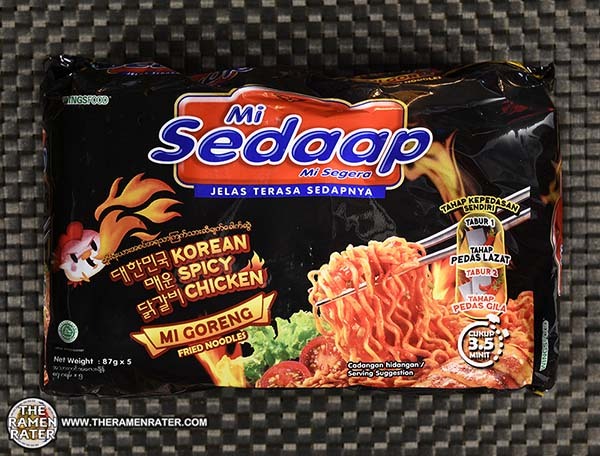 WINGSFOOD
Mi
Sedaap
Mi Segera
JELAS TERASA SEDAPNYA
대한민국 KOREAN
매운 SPICY
닭갈비 CHICKEN
MI GORENG
FRIED NOODLES
Net Weight : 87g x 5
TAHAP KEPEDASAN
SENDIRI
TABUR 1
TAHAP
PEDAS LAZAT
TABUR 2
TAHAP
PEDAS GILA
CUKUP
3.5
MINIT
Cadangan hidangan/
Serving Suggestion
THE
RAMEN
RATER
WWW.THERAMENRATER.COM